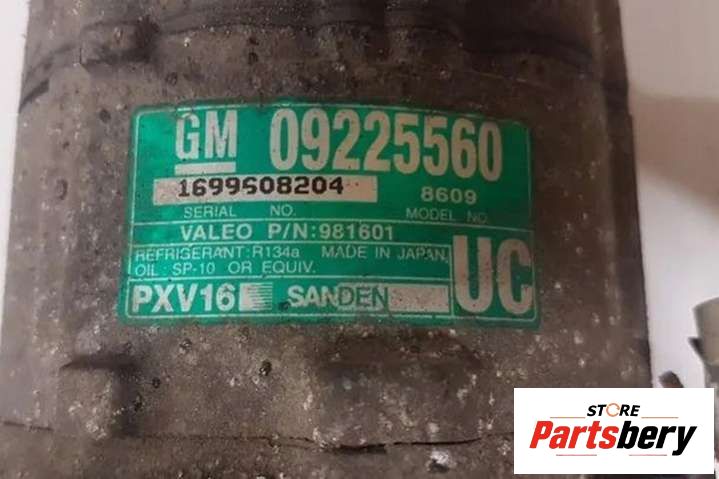 GM 09225560
1699608204 8609
SERIAL NO. MODEL NO.
VALEO P/N:981601
REFRIGERANT:R134a MADE IN JAPAN,
OIL : SP-10 OR EQUIV. UC
PXV16 SANDEN
STORE
Partsbery